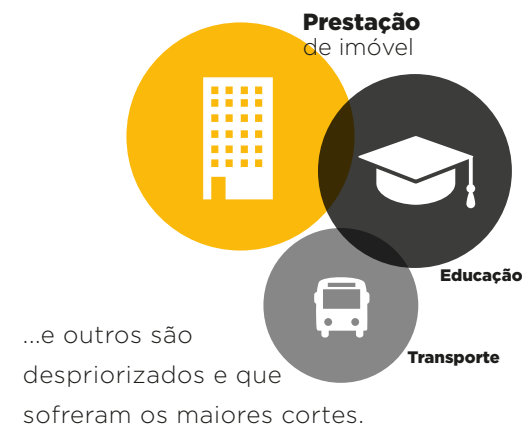 Prestação
de imóvel
Educação
Transporte
...e outros são
despriorizados e que
sofreram os maiores cortes.